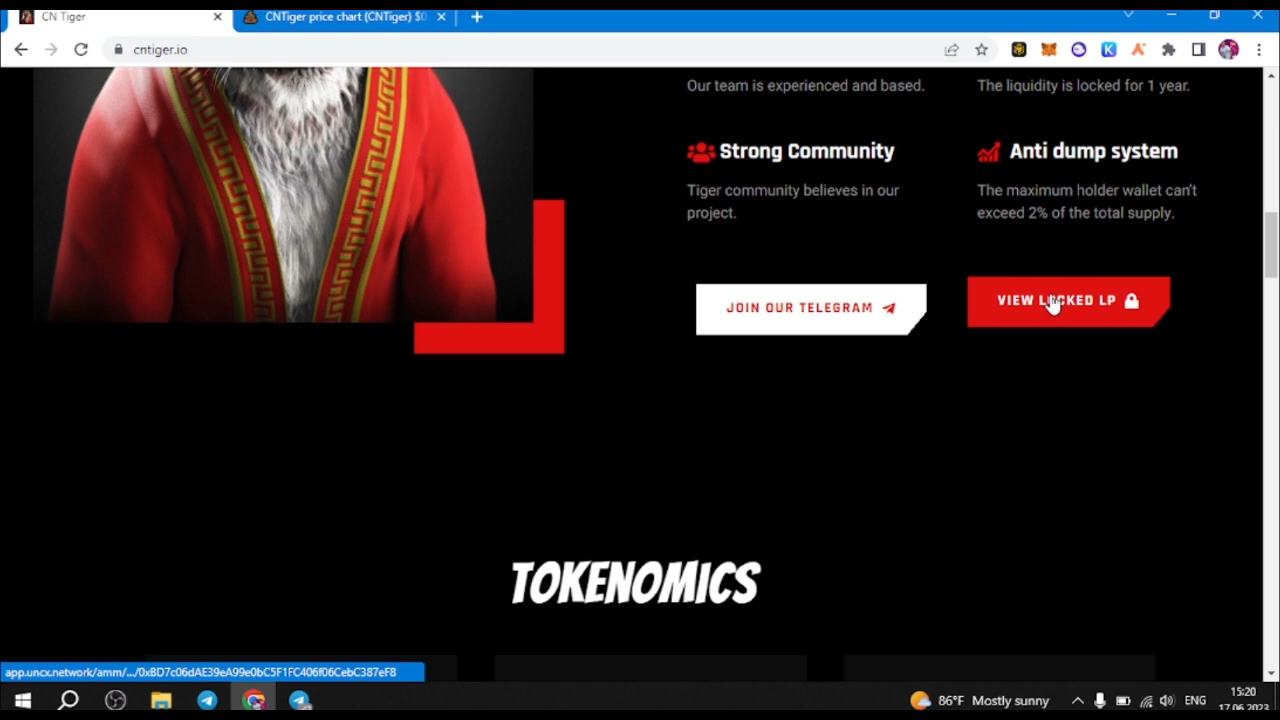 CN Tiger
CNTiger price chart (CNTiger) $0
cntiger.io
Our team is experienced and based.
The liquidity is locked for 1 year.
Strong Community
Anti dump system
Tiger community believes in our
project.
The maximum holder wallet can't
exceed 2% of the total supply.
JOIN OUR TELEGRAM
VIEW LOCKED LP
TOKENOMICS
app.uncx.network/amm/.../0xBD7c06dAE39eA99e0bC5F1FC406f06CebC387eF8
86°F Mostly sunny
ENG
15:20
17.06.2023